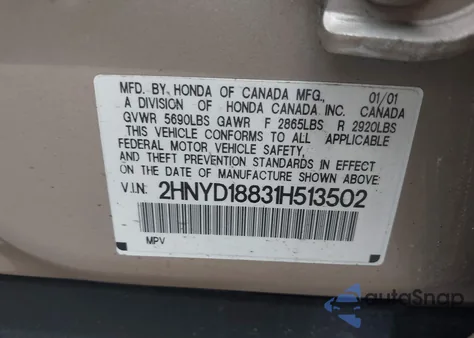 MFD. BY HONDA OF CANADA MFG., 01/01
A DIVISION OF HONDA CANADA INC. CANADA
GVWR 5690LBS GAWR F 2865LBS R 2920LBS
THIS VEHICLE CONFORMS TO ALL APPLICABLE
FEDERAL MOTOR VEHICLE SAFETY,
AND THEFT PREVENTION STANDARDS IN EFFECT
ON THE DATE OF MANUFACTURE SHOWN ABOVE.
V.I.N: 2HNYD18831H513502
MPV
autoSnap